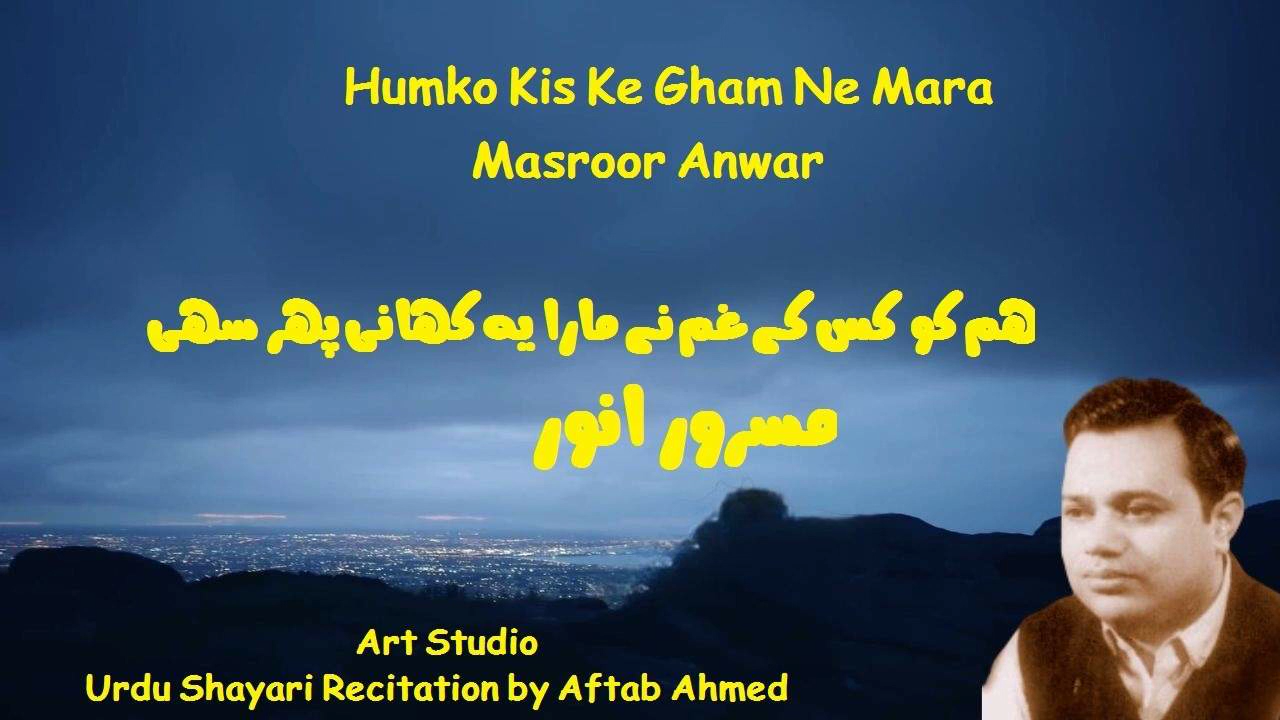 Humko Kis Ke Gham Ne Mara
Masroor Anwar
ھم کو کس کے غم نے مارا یہ کھانی پھر سھی
مسرور انور
Art Studio
Urdu Shayari Recitation by Aftab Ahmed